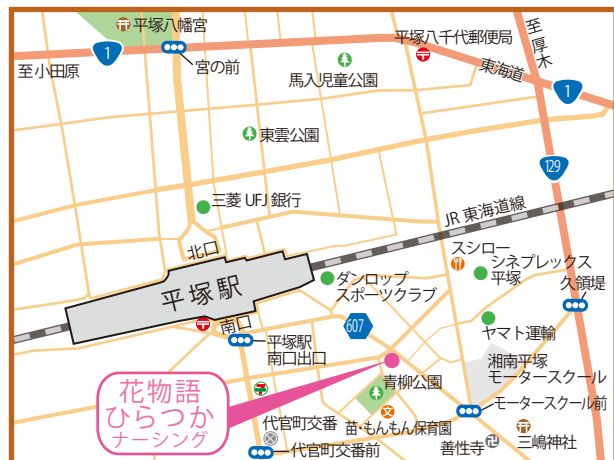 平塚八幡宮
1
至小田原
宮の前
馬入児童公園
平塚八千代郵便局
東海道
至厚木
1
東雲公園
129
三菱UFJ銀行
北口
JR東海道線
平塚駅
南口
ダンロップ
スポーツクラブ
スシロー
シネプレックス
平塚
久領堤
607
平塚駅
南口出口
ヤマト運輸
湘南平塚
モータースクール
花物語
ひらつか
ナーシング
青柳公園
モータースクール前
代官町交番
苗・もんもん保育園
文
善性寺
卍
三嶋神社
代官町交番前
7